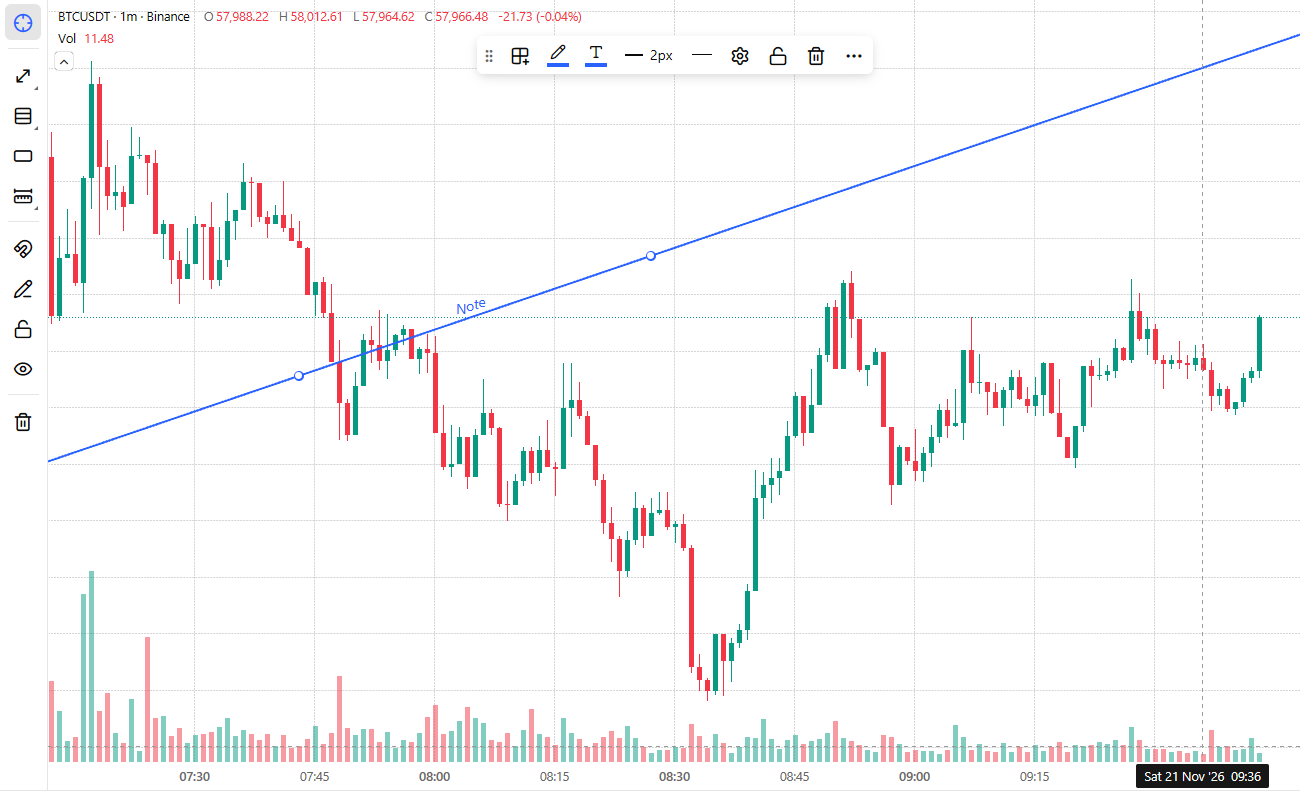 BTCUSDT · 1m · Binance O 57,988.22 H 58,012.61 L 57,964.62 C 57,966.48 -21.73 (-0.04%)
Vol 11.48
T 2px
Note
07:30 07:45 08:00 08:15 08:30 08:45 09:00 09:15 Sat 21 Nov '26 09:36